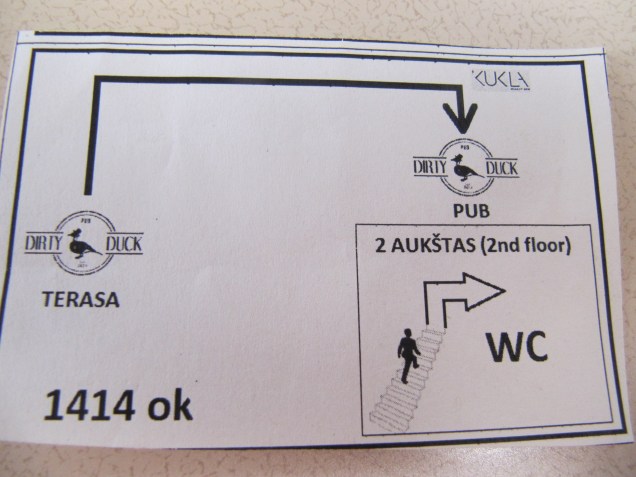 KUKLA
PUB
DIRTY DUCK
PUB
PUB
DIRTY DUCK
TERASA
2 AUKŠTAS (2nd floor)
WC
1414 ok